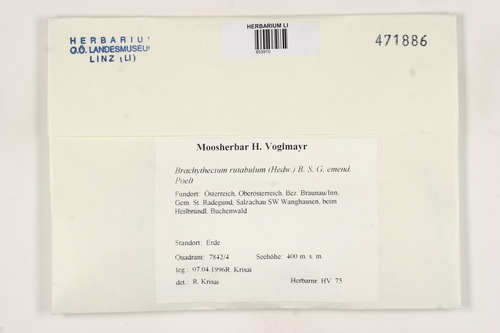 HERBARIUM LI
853910
HERBARIU
O.Ö. LANDESMUSEU
LINZ (LI)
471886
Moosherbar H. Voglmayr
Brachythecium rutabulum (Hedw.) B. S. G. emend.
Poelt
Fundort: Österreich, Oberösterreich, Bez. Braunau/Inn.
Gem. St. Radegund, Salzachau SW Wanghausen, beim
Heilbründl, Buchenwald
Standort: Erde
Quadrant: 7842/4 Seehöhe: 400 m. s. m.
leg.: 07.04.1996R. Krisai
det.: R. Krisai Herbarnr. HV 75